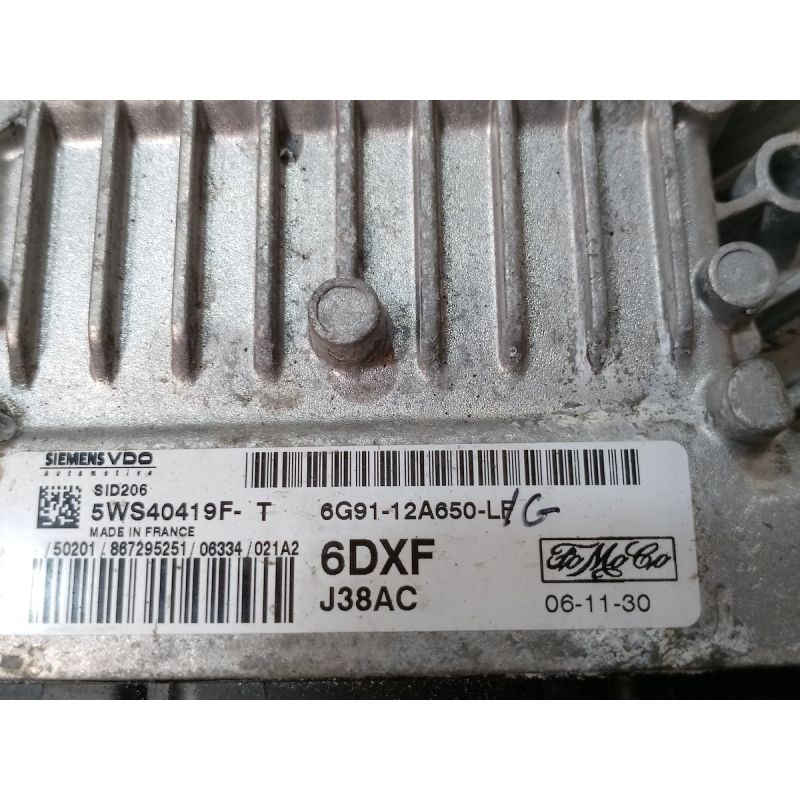 SIEMENS VDO
Automotive
SID206
5WS40419F- T
MADE IN FRANCE
/50201/867295251/06334/021A2
6G91-12A650-LF/G
6DXF
J38AC
FoMoCo
06-11-30